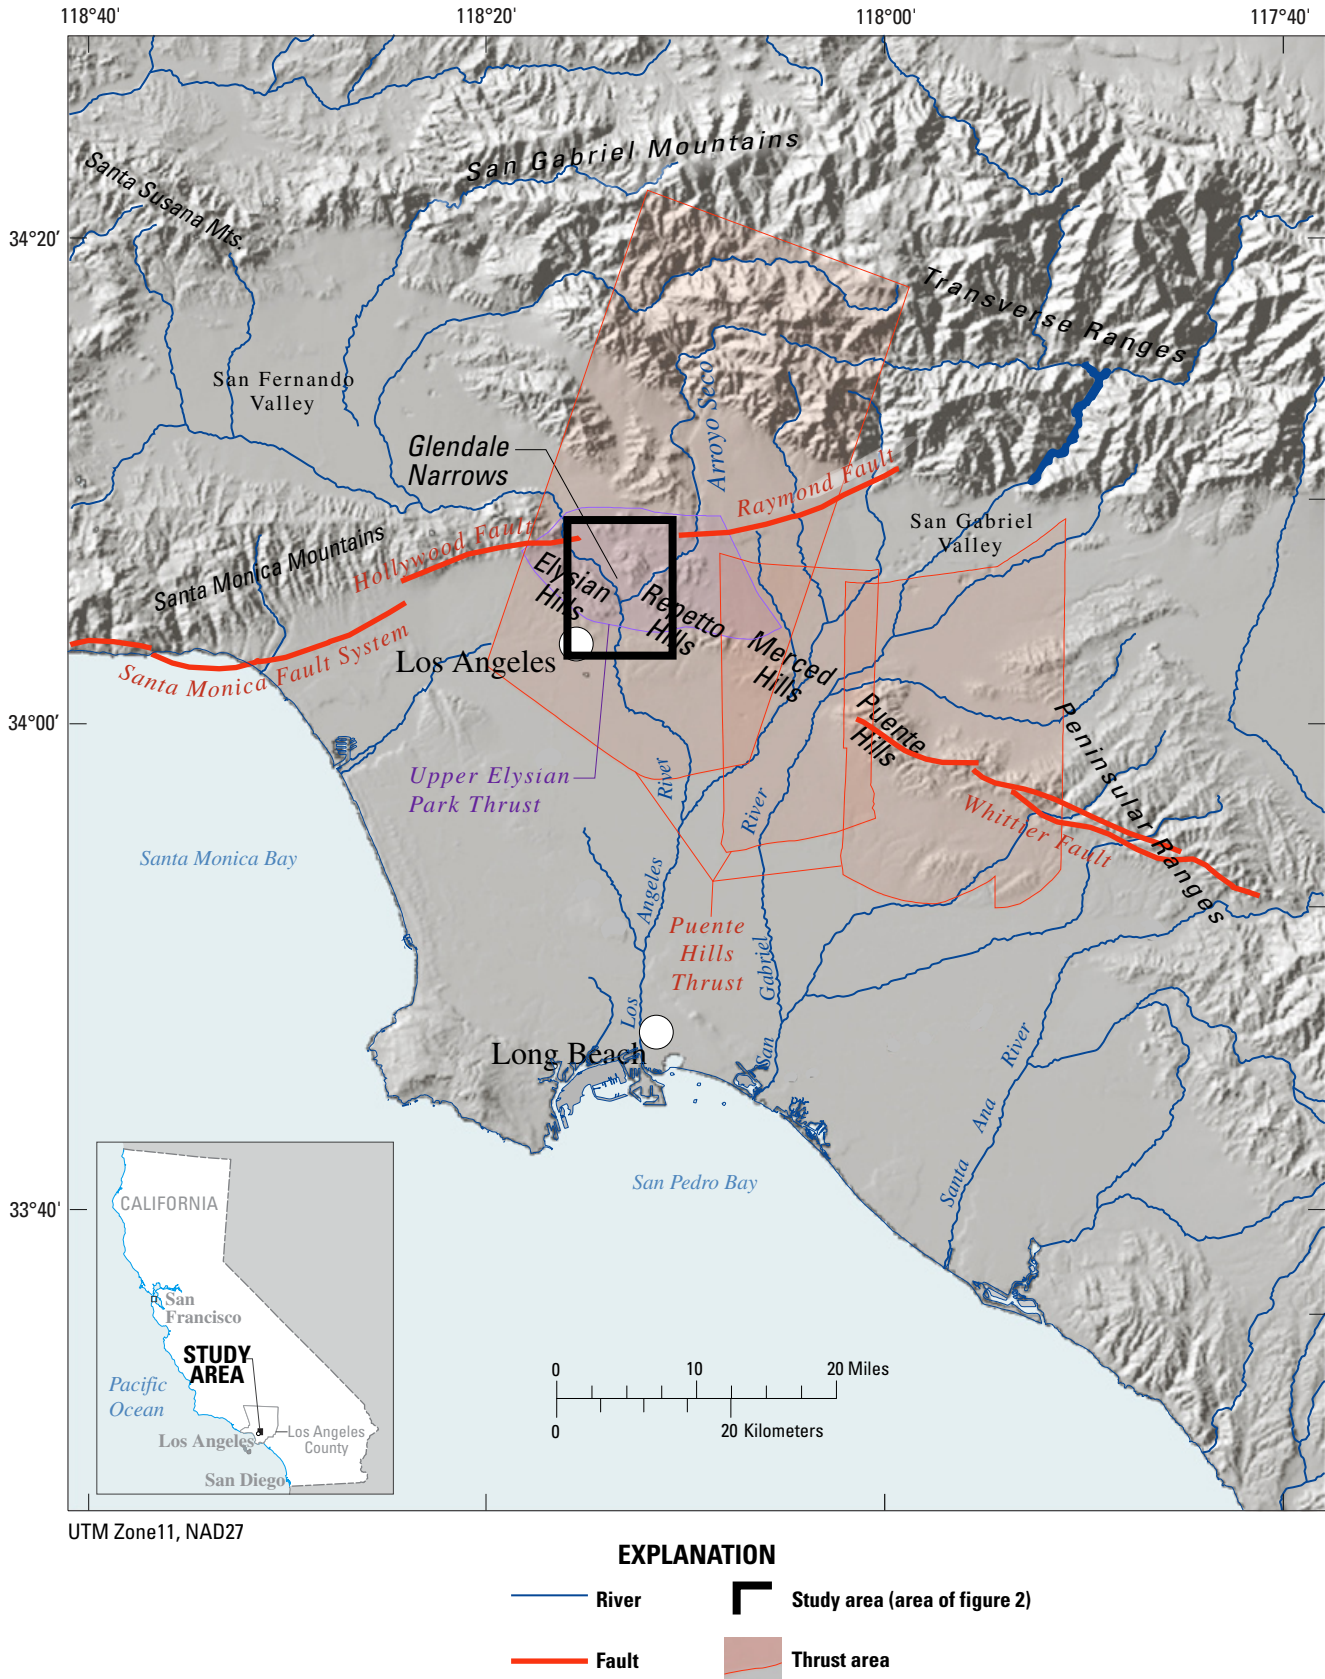 118°40′ 118°20′ 118°00′ 117°40′
San Gabriel Mountains
Santa Susana Mts.
34°20′
Transverse Ranges
San Fernando
Valley
Arroyo Seco
Glendale
Narrows
Raymond Fault
San Gabriel
Valley
Hollywood Fault
Santa Monica Mountains
Elysian
Hills
Repetto
Hills
Merced
Hills
Los Angeles
Santa Monica Fault System
34°00′
Puente
Hills
Peninsular Ranges
Upper Elysian
Park Thrust
Whittier Fault
Los Angeles River
San Gabriel River
Santa Monica Bay
Puente
Hills
Thrust
Long Beach
Santa Ana River
San Pedro Bay
33°40′
CALIFORNIA
San
Francisco
STUDY
AREA
Pacific
Ocean
Los Angeles
Los Angeles
County
San Diego
0 10 20 Miles
0 20 Kilometers
UTM Zone11, NAD27
EXPLANATION
River
Study area (area of figure 2)
Fault
Thrust area